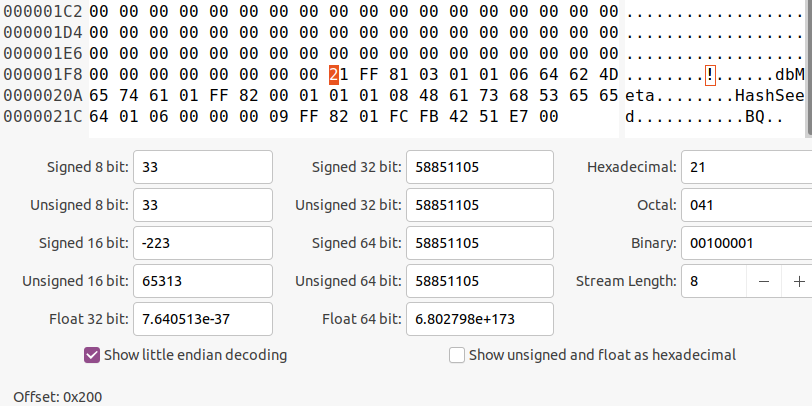 000001C2 00 00 00 00 00 00 00 00 00 00 00 00 00 00 00 00 00 00 ..................
000001D4 00 00 00 00 00 00 00 00 00 00 00 00 00 00 00 00 00 00 ..................
000001E6 00 00 00 00 00 00 00 00 00 00 00 00 00 00 00 00 00 00 ..................
000001F8 00 00 00 00 00 00 00 00 21 FF 81 03 01 01 06 64 62 4D ........!......dbM
0000020A 65 74 61 01 FF 82 00 01 01 01 08 48 61 73 68 53 65 65 eta........HashSee
0000021C 64 01 06 00 00 00 09 FF 82 01 FC FB 42 51 E7 00 d...........BQ..
Signed 8 bit: 33 Signed 32 bit: 58851105 Hexadecimal: 21
Unsigned 8 bit: 33 Unsigned 32 bit: 58851105 Octal: 041
Signed 16 bit: -223 Signed 64 bit: 58851105 Binary: 00100001
Unsigned 16 bit: 65313 Unsigned 64 bit: 58851105 Stream Length: 8 − +
Float 32 bit: 7.640513e-37 Float 64 bit: 6.802798e+173
Show little endian decoding Show unsigned and float as hexadecimal
Offset: 0x200